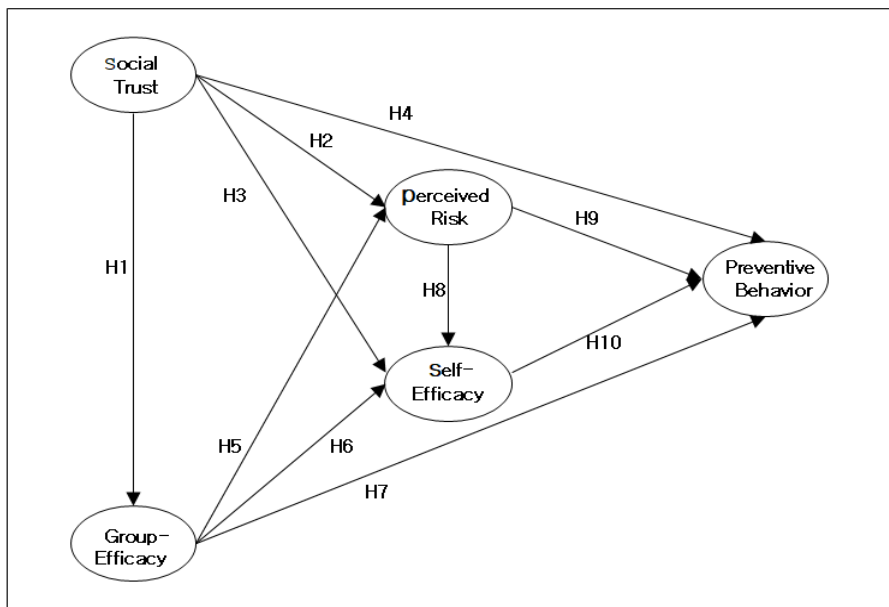 Social
Trust
H4
H2
H3
Perceived
Risk
H9
H1
H8
Preventive
Behavior
H10
Self-
Efficacy
H5
H6
H7
Group-
Efficacy